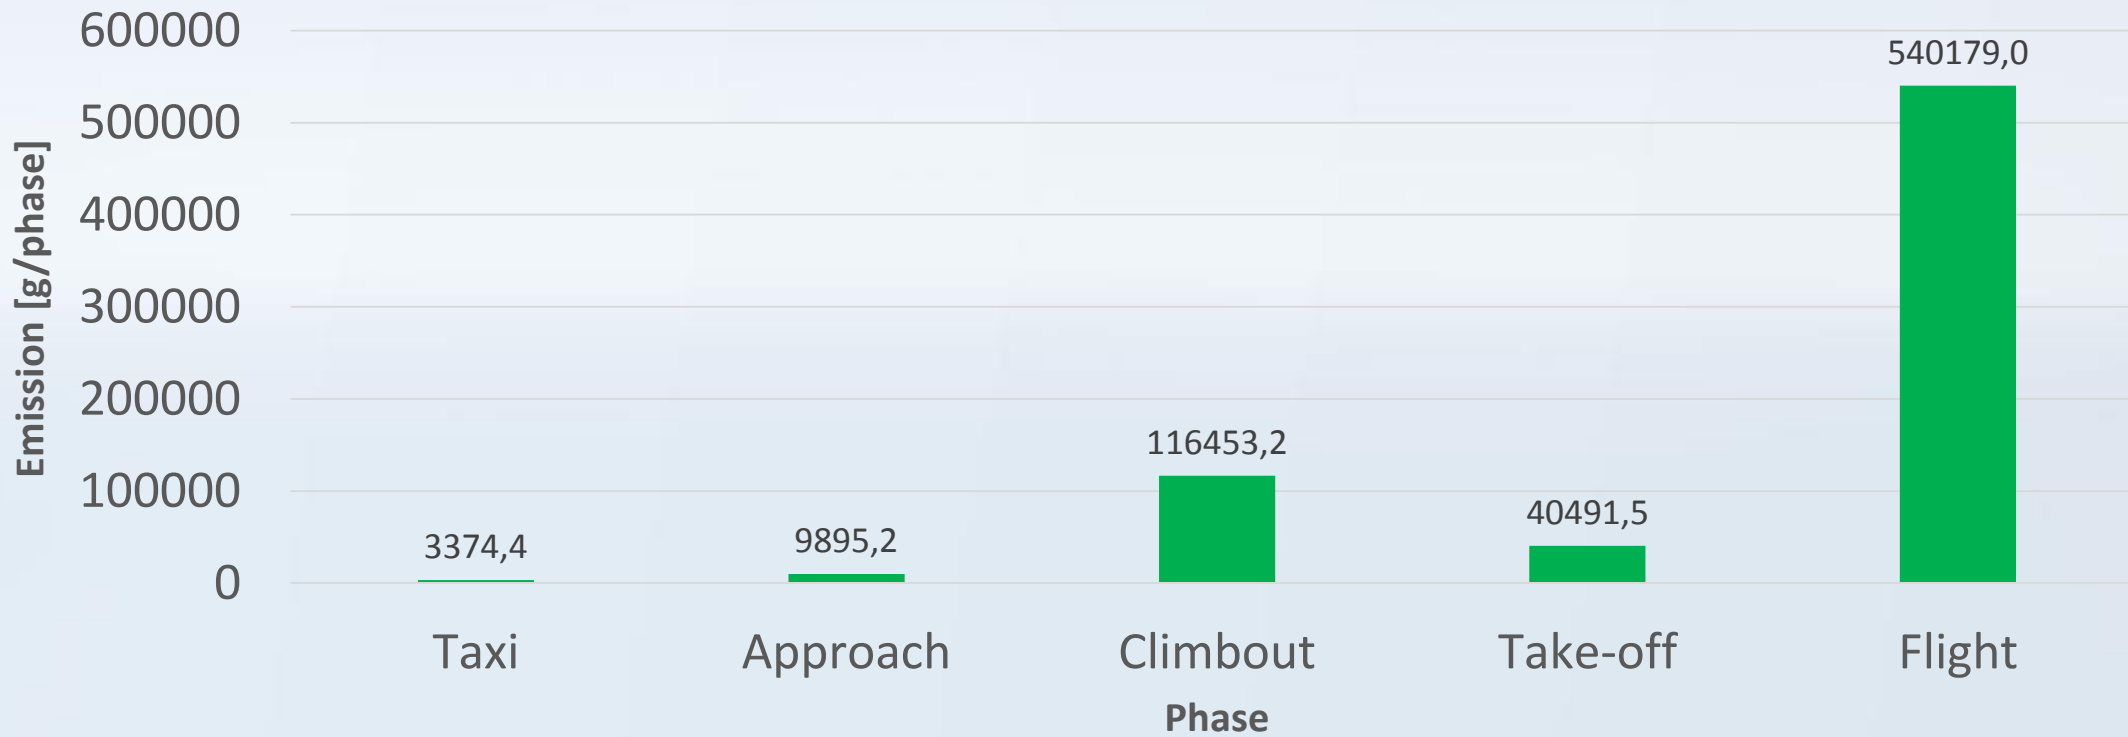 600000
500000
400000
300000
200000
100000
0
Emission [g/phase]
3374,4
9895,2
116453,2
40491,5
540179,0
Taxi
Approach
Climbout
Take-off
Flight
Phase